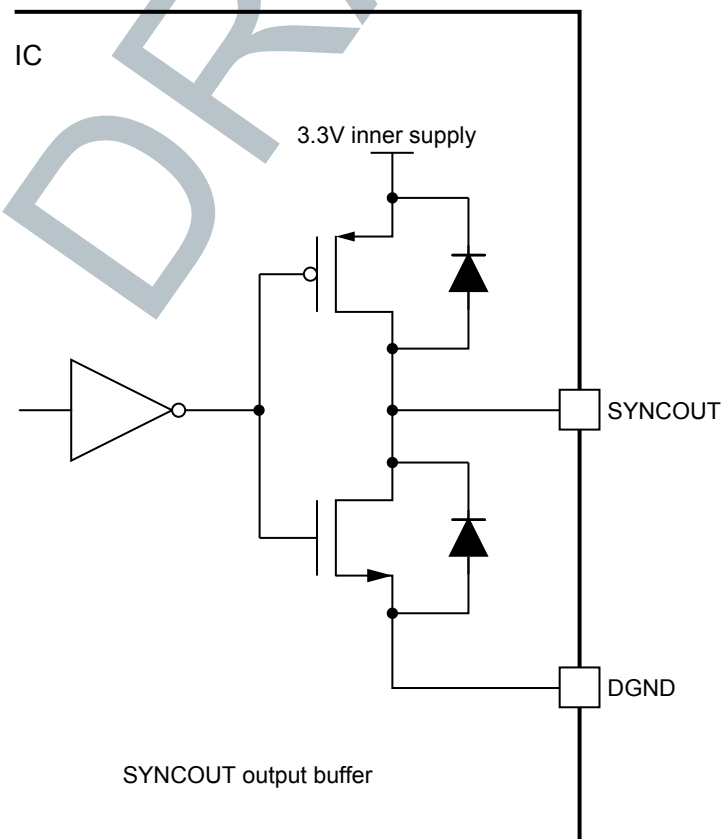 IC
3.3V inner supply
SYNCOUT
DGND
SYNCOUT output buffer